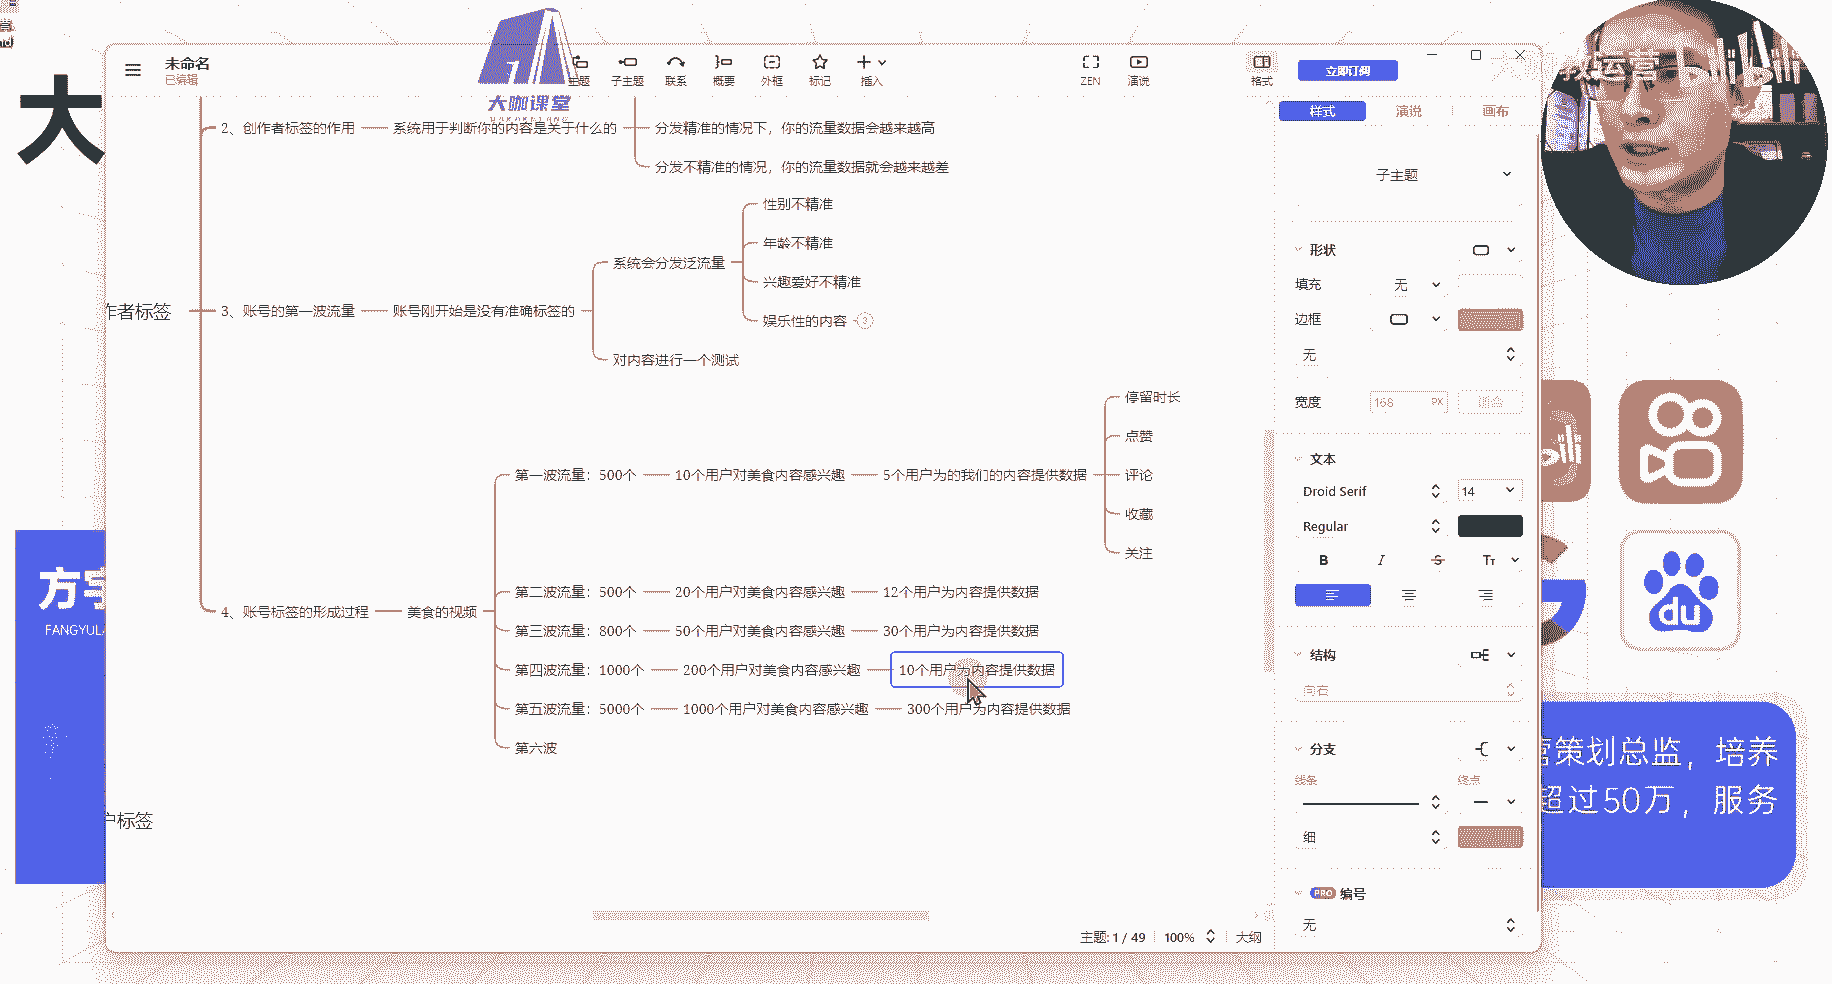 大
未命名
已编辑
大咖课堂
主题
子主题
联系
概要
外框
标记
插入
ZEN
演说
格式
立即订阅
运营
bilibili
样式
演说
画布
2、创作者标签的作用
系统用于判断你的内容是关于什么的
分发精准的情况下，你的流量数据会越来越高
分发不精准的情况，你的流量数据就会越来越差
作者标签
3、账号的第一波流量
账号刚开始是没有准确标签的
系统会分发泛流量
性别不精准
年龄不精准
兴趣爱好不精准
娱乐性的内容
对内容进行一个测试
4、账号标签的形成过程
美食的视频
第一波流量：500个
10个用户对美食内容感兴趣
5个用户为的我们的内容提供数据
停留时长
点赞
评论
收藏
关注
第二波流量：500个
20个用户对美食内容感兴趣
12个用户为内容提供数据
第三波流量：800个
50个用户对美食内容感兴趣
30个用户为内容提供数据
第四波流量：1000个
200个用户对美食内容感兴趣
10个用户为内容提供数据
第五波流量：5000个
1000个用户对美食内容感兴趣
300个用户为内容提供数据
第六波
户标签
子主题
形状
填充
无
边框
无
宽度
168
PX
文本
Droid Serif
14
Regular
B
I
S
Tт
结构
向右
分支
线条
终点
细
PRO 编号
无
主题: 1 / 49
100%
大纲
方宇
FANGYULA
du
营策划总监，培养
超过50万，服务